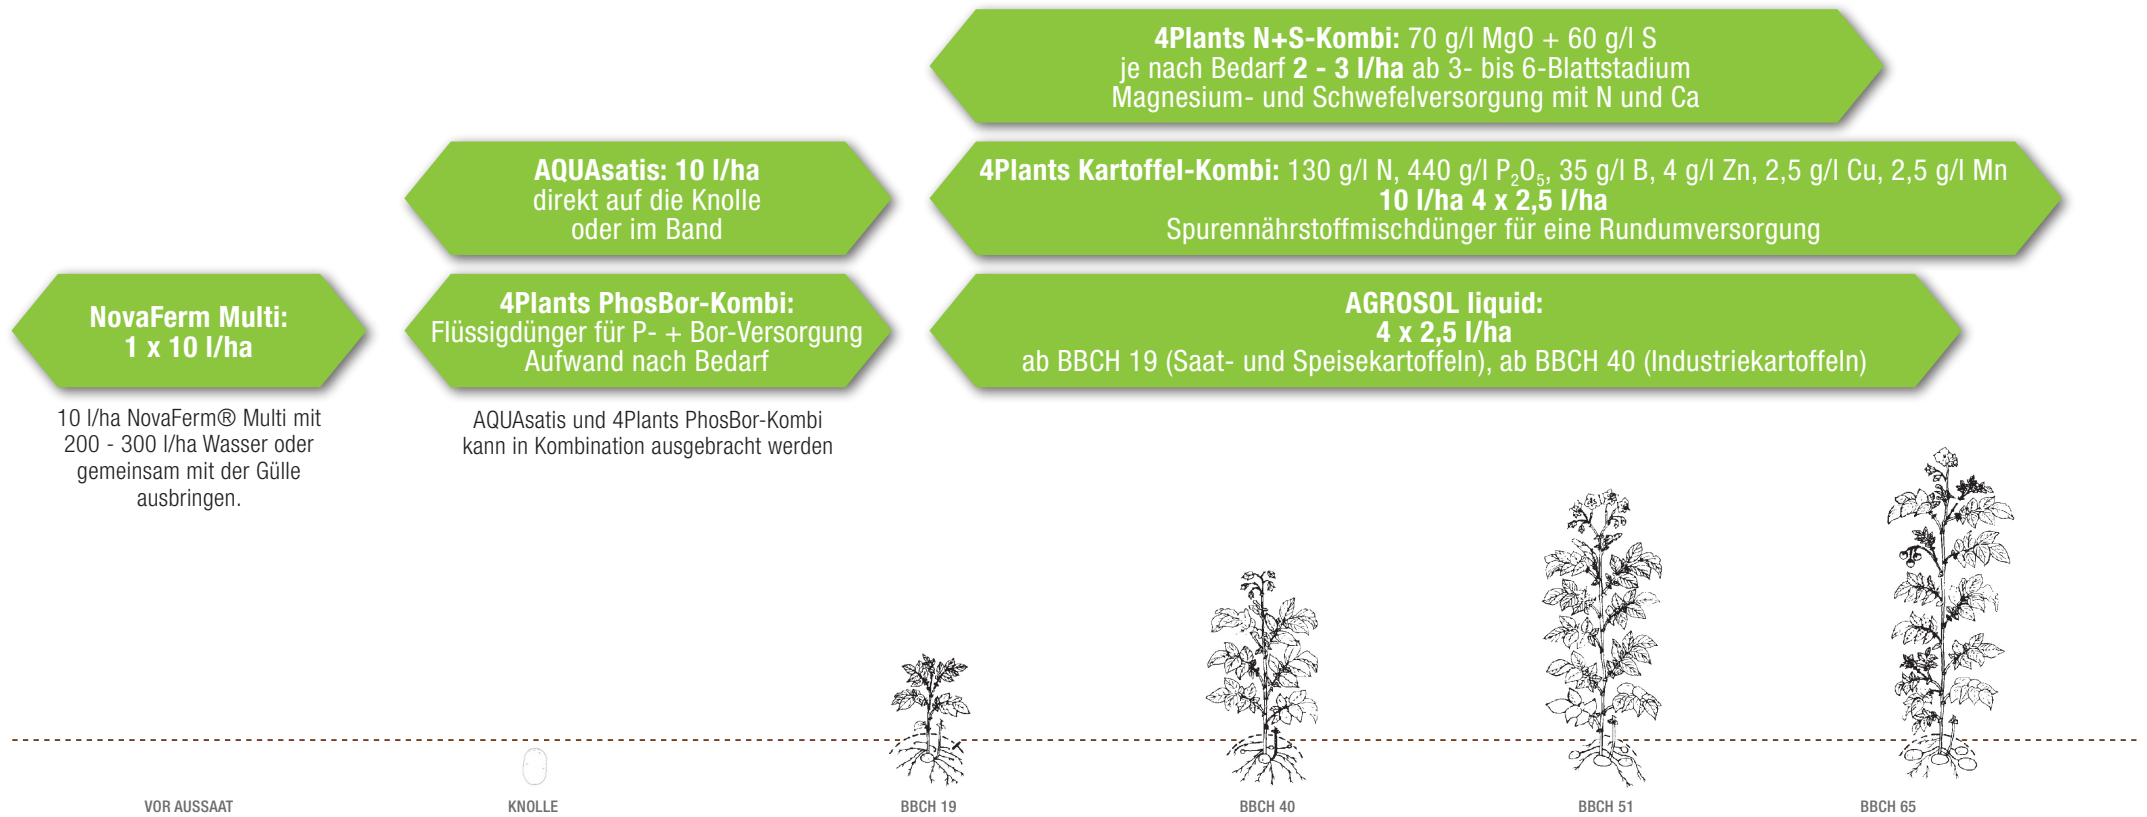 4Plants N+S-Kombi: 70 g/l MgO + 60 g/l S
je nach Bedarf 2 - 3 l/ha ab 3- bis 6-Blattstadium
Magnesium- und Schwefelversorgung mit N und Ca
AQUAsatis: 10 l/ha
direkt auf die Knolle
oder im Band
4Plants Kartoffel-Kombi: 130 g/l N, 440 g/l P₂O₅, 35 g/l B, 4 g/l Zn, 2,5 g/l Cu, 2,5 g/l Mn
10 l/ha 4 x 2,5 l/ha
Spurennährstoffmischdünger für eine Rundumversorgung
NovaFerm Multi:
1 x 10 l/ha
4Plants PhosBor-Kombi:
Flüssigdünger für P- + Bor-Versorgung
Aufwand nach Bedarf
AGROSOL liquid:
4 x 2,5 l/ha
ab BBCH 19 (Saat- und Speisekartoffeln), ab BBCH 40 (Industriekartoffeln)
10 l/ha NovaFerm® Multi mit
200 - 300 l/ha Wasser oder
gemeinsam mit der Gülle
ausbringen.
AQUAsatis und 4Plants PhosBor-Kombi
kann in Kombination ausgebracht werden
VOR AUSSAAT
KNOLLE
BBCH 19
BBCH 40
BBCH 51
BBCH 65